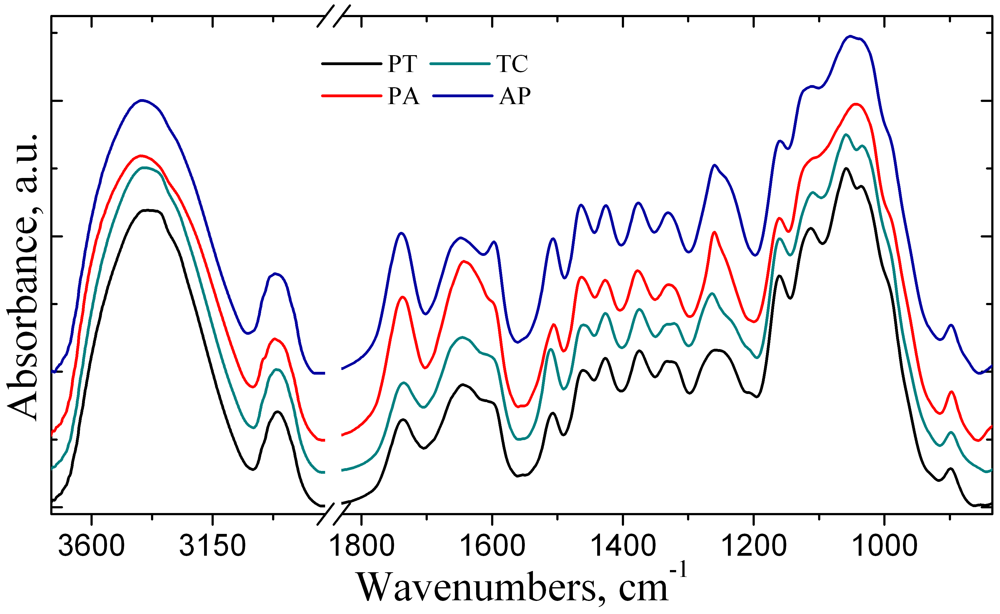 PT TC
PA AP
Absorbance, a.u.
3600 3150 1800 1600 1400 1200 1000
Wavenumbers, cm⁻¹